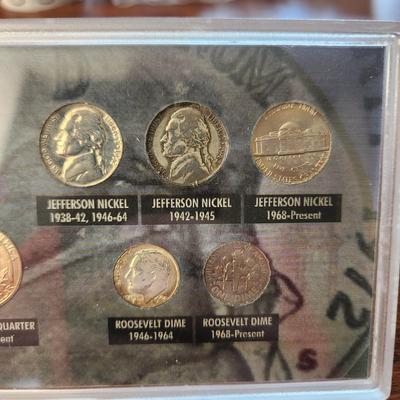 JEFFERSON NICKEL
1938-42, 1946-64
JEFFERSON NICKEL
1942-1945
JEFFERSON NICKEL
1968-Present
QUARTER
ROOSEVELT DIME
1946-1964
ROOSEVELT DIME
1968-Present
S